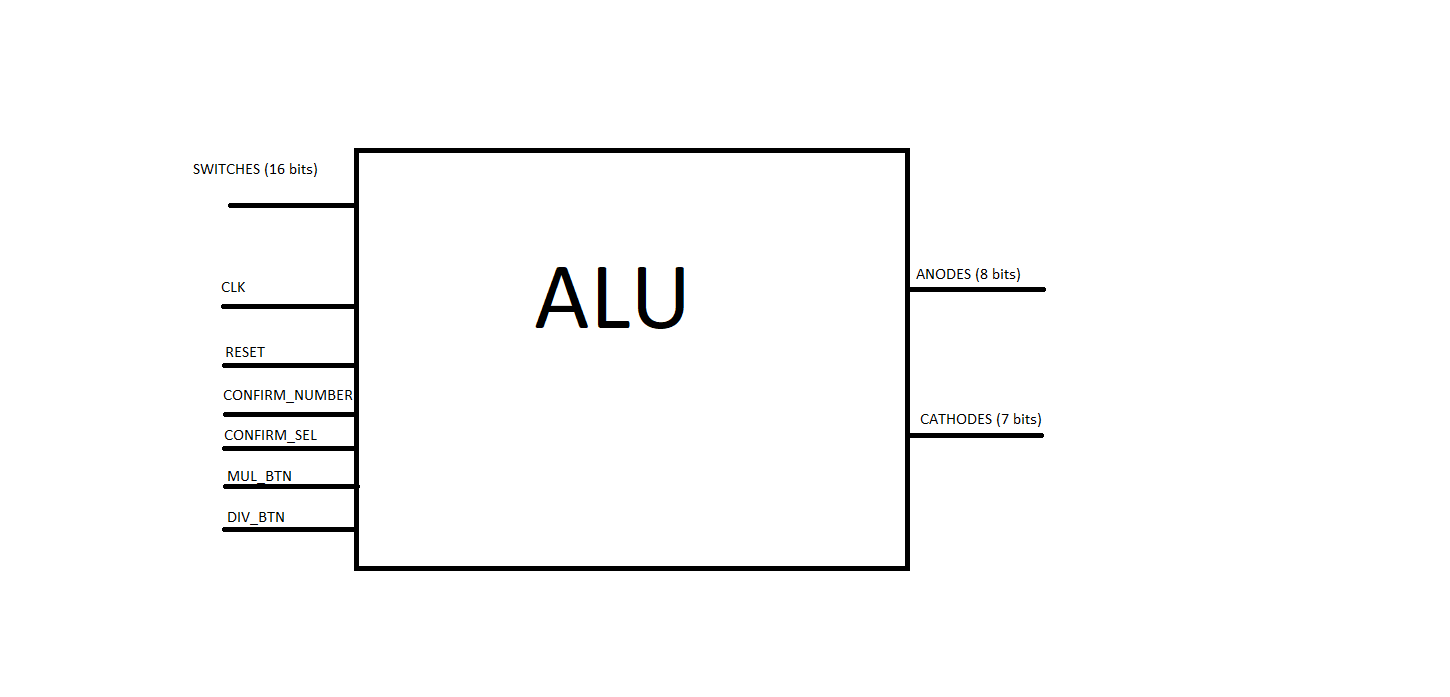 SWITCHES (16 bits)
CLK
RESET
CONFIRM_NUMBER
CONFIRM_SEL
MUL_BTN
DIV_BTN
ALU
ANODES (8 bits)
CATHODES (7 bits)